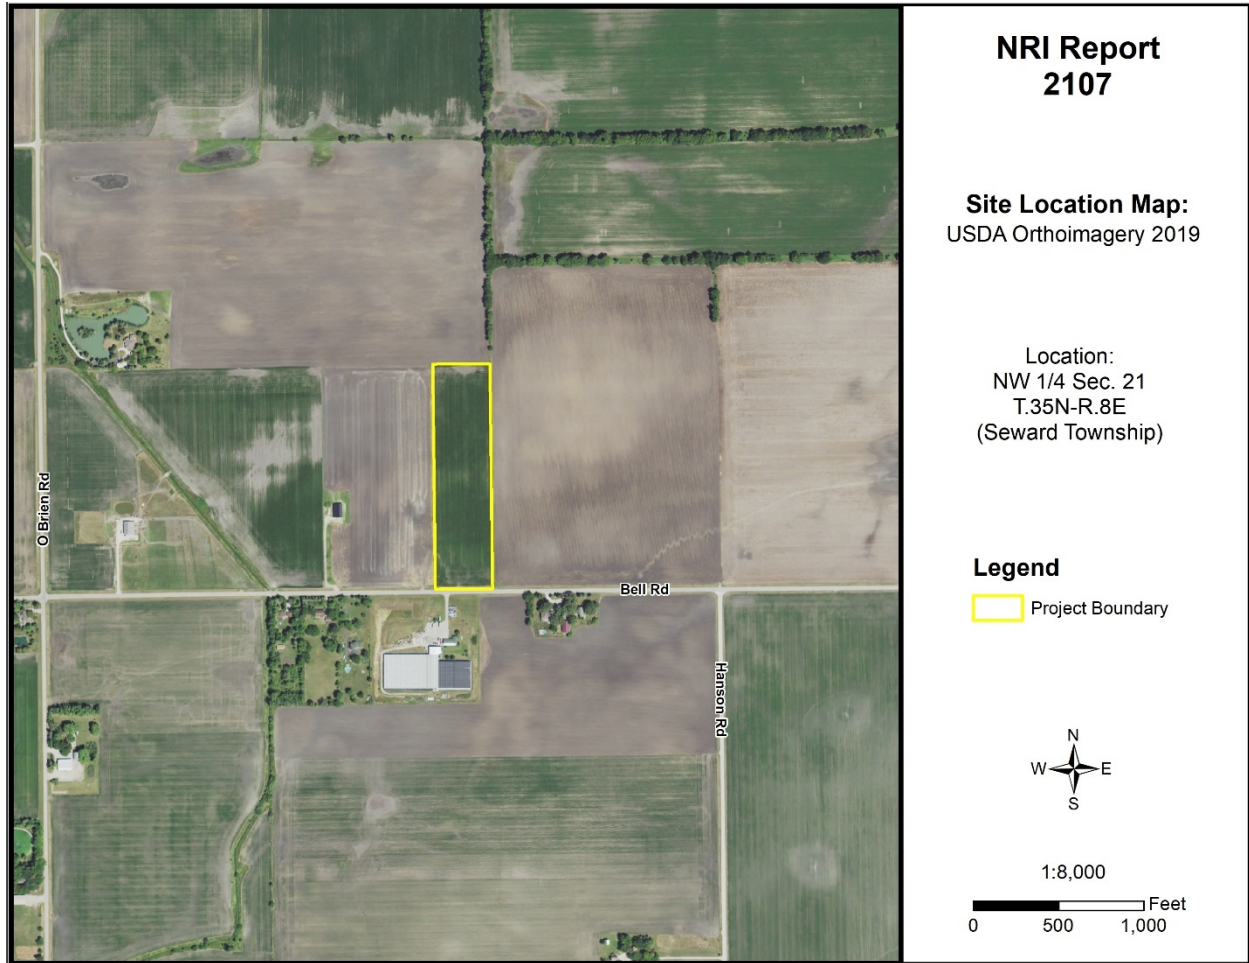 NRI Report
2107
Site Location Map:
USDA Orthoimagery 2019
Location:
NW 1/4 Sec. 21
T.35N-R.8E
(Seward Township)
O Brien Rd
Bell Rd
Hanson Rd
Legend
Project Boundary
N
W E
S
1:8,000
Feet
0 500 1,000